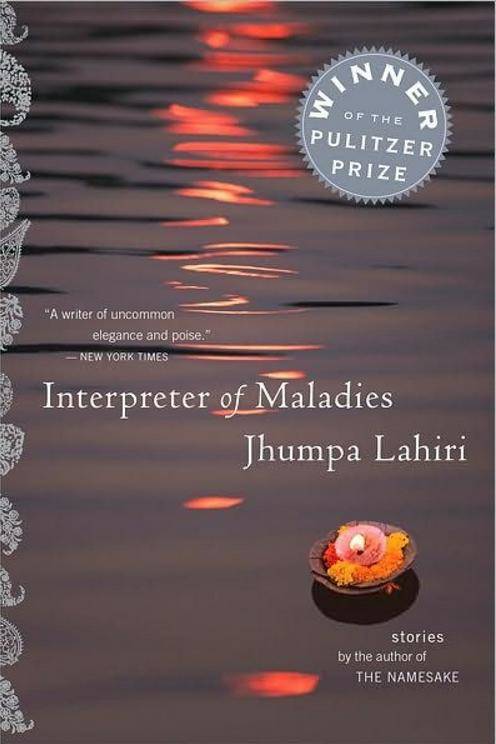 WINNER
OF THE
PULITZER
PRIZE
“A writer of uncommon
elegance and poise.”
— NEW YORK TIMES
Interpreter of Maladies
Jhumpa Lahiri
stories
by the author of
THE NAMESAKE